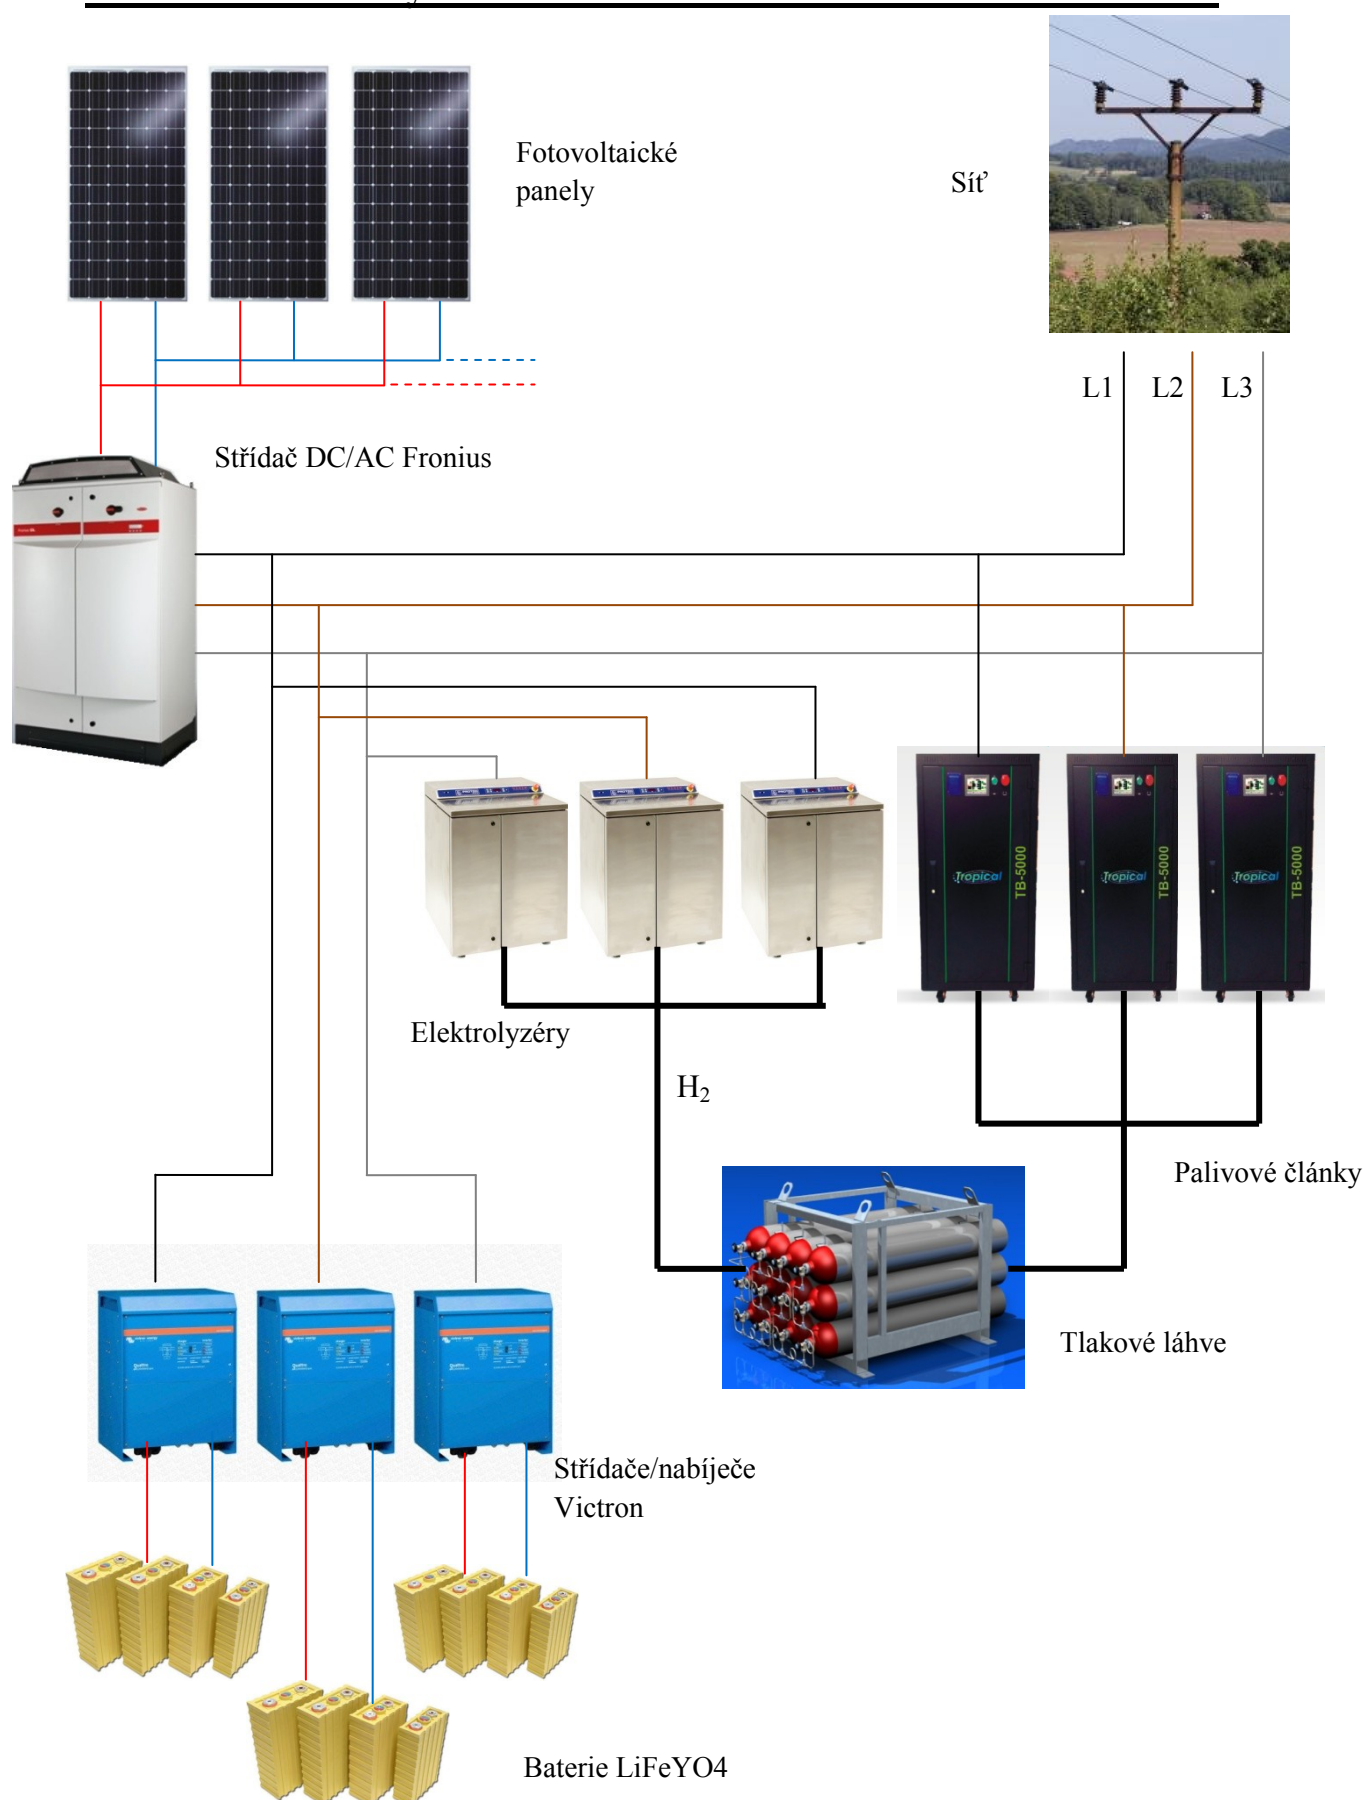 Fotovoltaické
panely
Síť
L1
L2
L3
Střídač DC/AC Fronius
Tropical
TB-5000
Tropical
TB-5000
Tropical
TB-5000
Elektrolyzéry
H₂
Palivové články
Tlakové láhve
Střídače/nabíječe
Victron
Baterie LiFeYO4